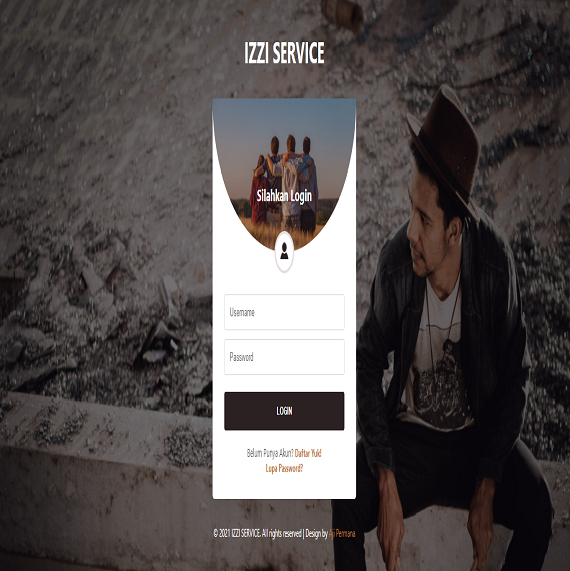 IZZI SERVICE
Silahkan Login
Username
Password
LOGIN
Belum Punya Akun? Daftar Yuk!
Lupa Password?
© 2021 IZZI SERVICE. All rights reserved | Design by Aji Permana